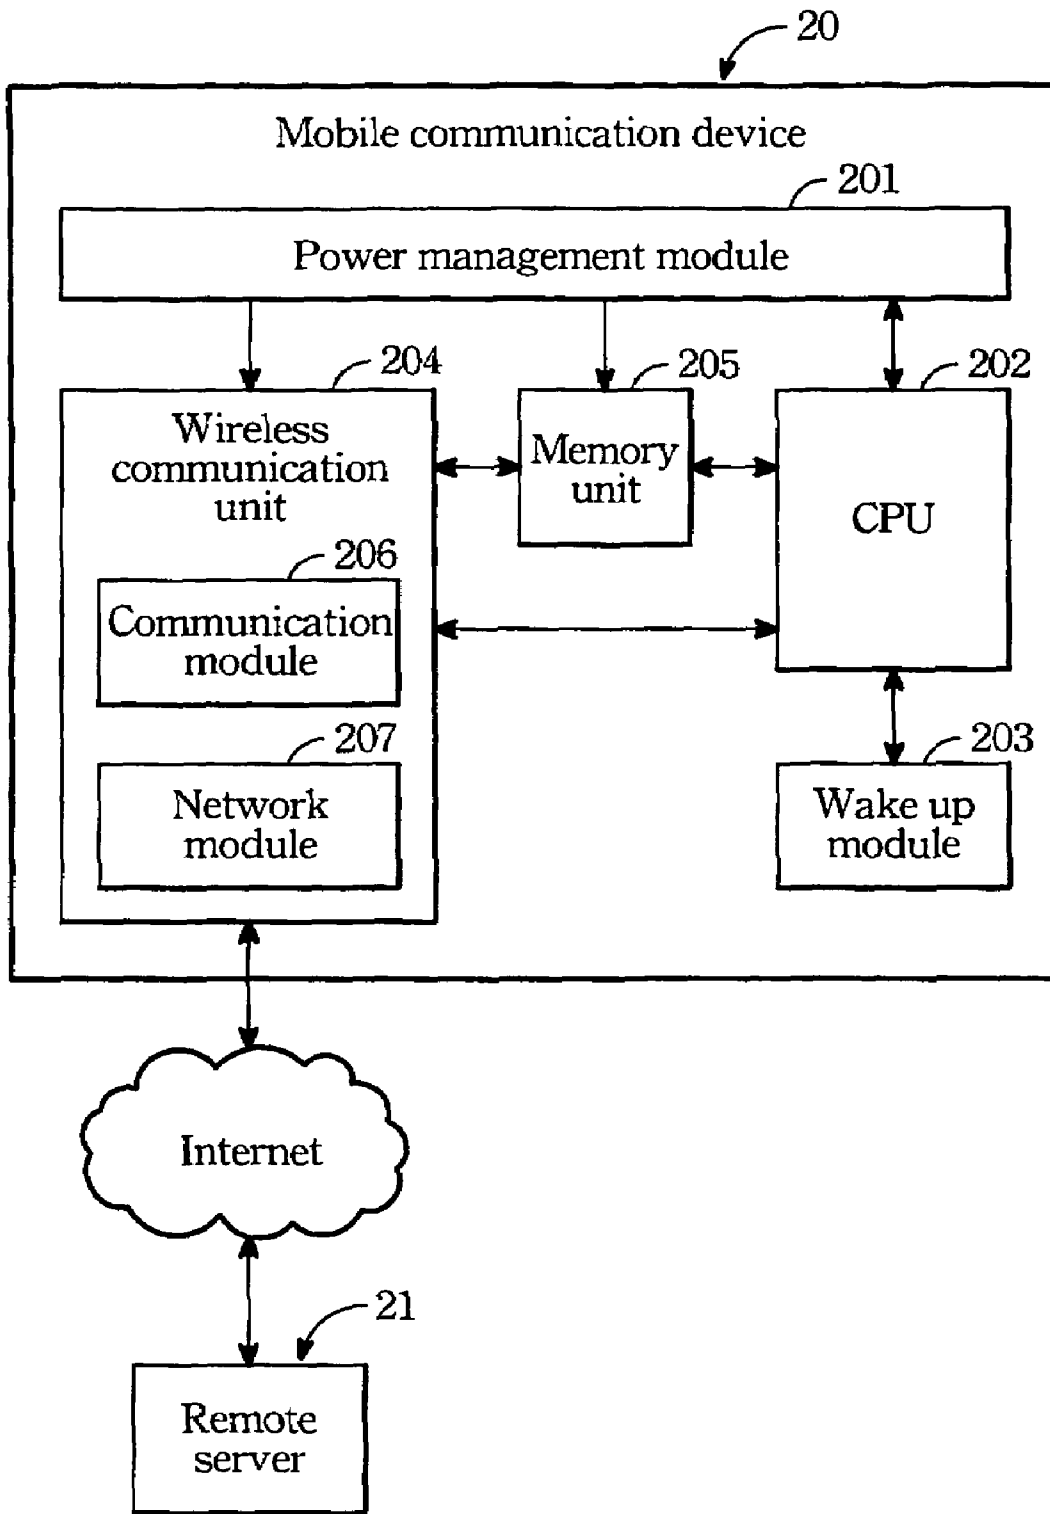 20
Mobile communication device
201
Power management module
204
205
202
Wireless
communication
unit
Memory
unit
CPU
206
Communication
module
207
203
Network
module
Wake up
module
Internet
21
Remote
server